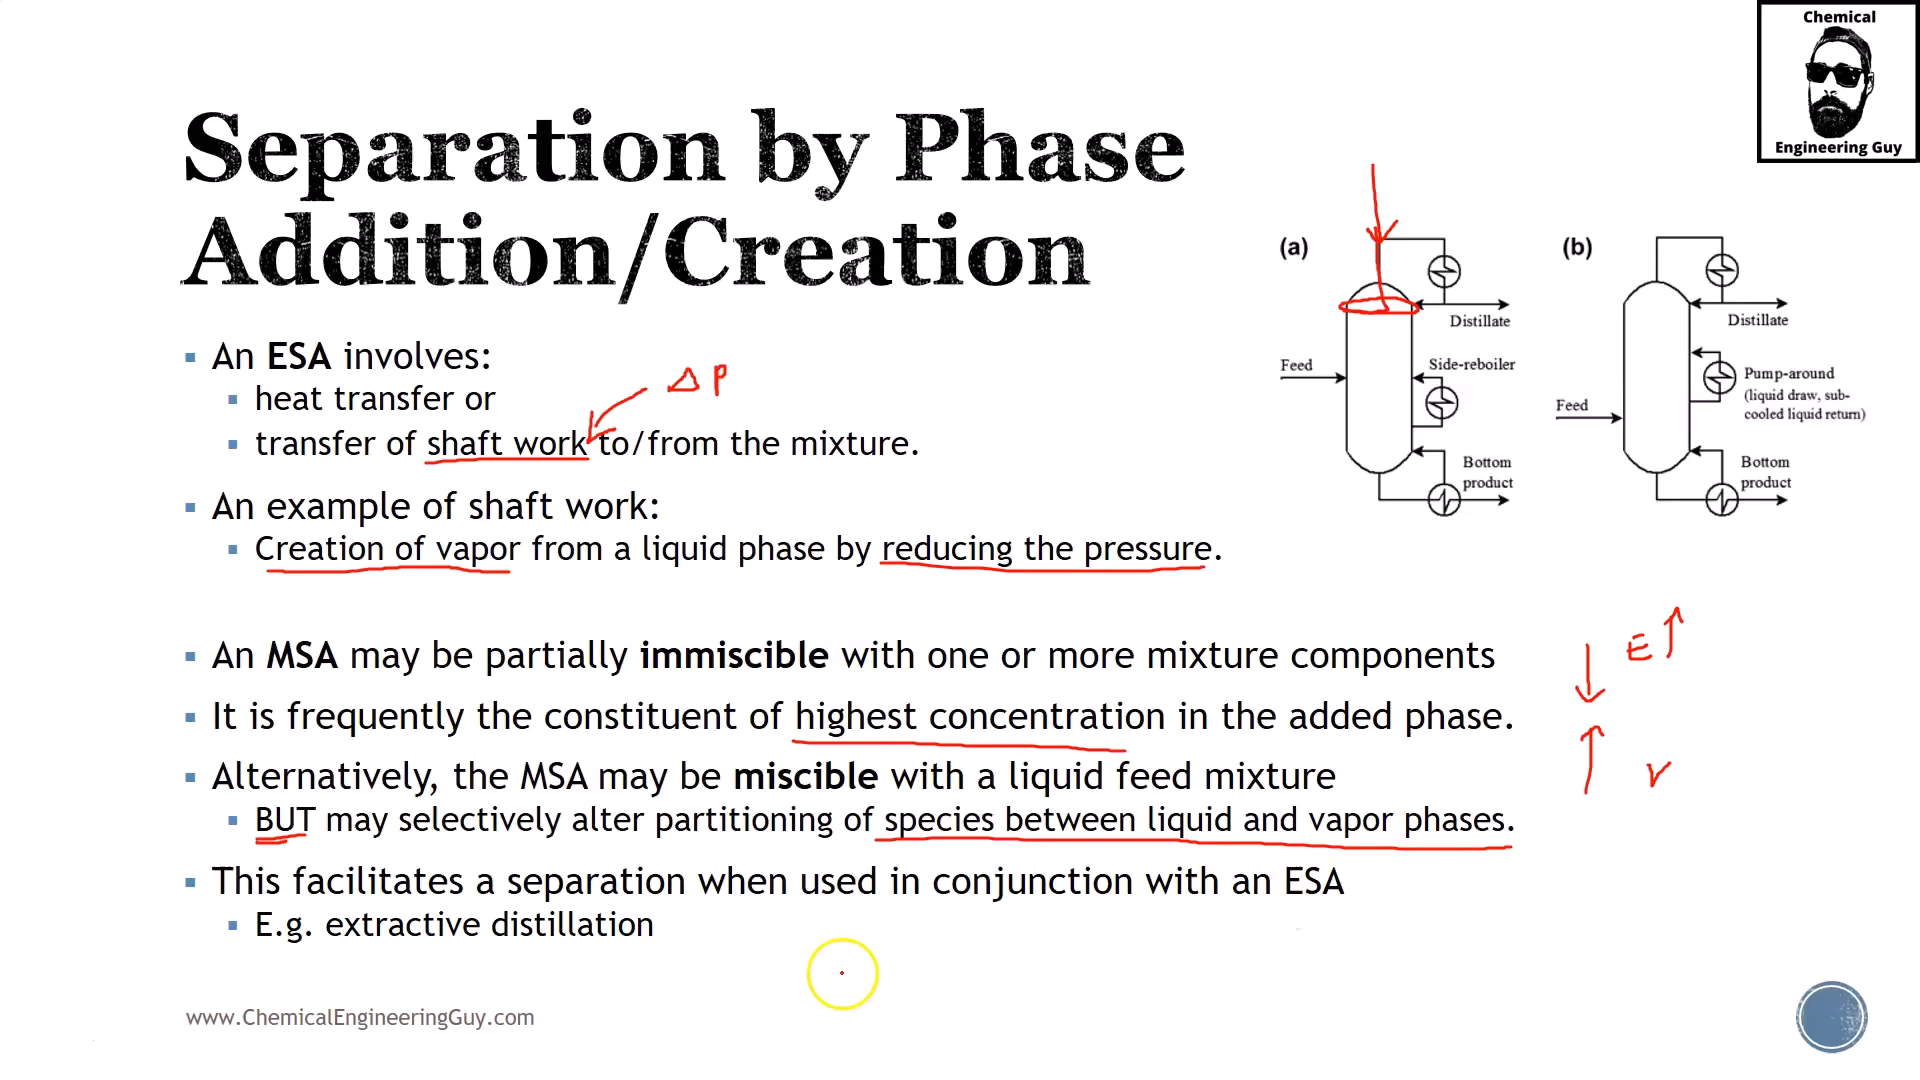 Chemical
Engineering Guy
Separation by Phase
Addition/Creation
An ESA involves:
heat transfer or
transfer of shaft work to/from the mixture.
Δ P
An example of shaft work:
Creation of vapor from a liquid phase by reducing the pressure.
An MSA may be partially immiscible with one or more mixture components
It is frequently the constituent of highest concentration in the added phase.
Alternatively, the MSA may be miscible with a liquid feed mixture
BUT may selectively alter partitioning of species between liquid and vapor phases.
This facilitates a separation when used in conjunction with an ESA
E.g. extractive distillation
(a)
Distillate
Feed
Side-reboiler
Bottom
product
(b)
Distillate
Pump-around
(liquid draw, sub-
cooled liquid return)
Feed
Bottom
product
E
www.ChemicalEngineeringGuy.com